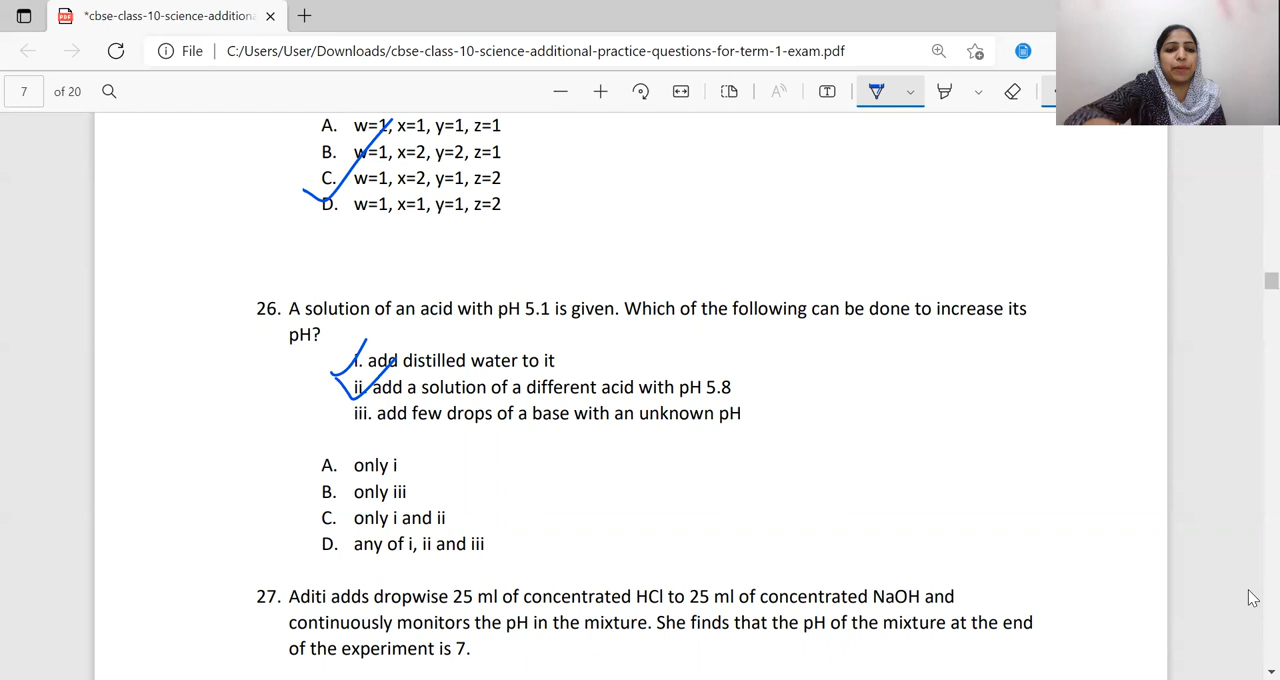 *cbse-class-10-science-additiona
File
C:/Users/User/Downloads/cbse-class-10-science-additional-practice-questions-for-term-1-exam.pdf
7 of 20
A. w=1, x=1, y=1, z=1
B. w=1, x=2, y=2, z=1
C. w=1, x=2, y=1, z=2
D. w=1, x=1, y=1, z=2
26. A solution of an acid with pH 5.1 is given. Which of the following can be done to increase its
pH?
i. add distilled water to it
ii. add a solution of a different acid with pH 5.8
iii. add few drops of a base with an unknown pH
A. only i
B. only iii
C. only i and ii
D. any of i, ii and iii
27. Aditi adds dropwise 25 ml of concentrated HCl to 25 ml of concentrated NaOH and
continuously monitors the pH in the mixture. She finds that the pH of the mixture at the end
of the experiment is 7.